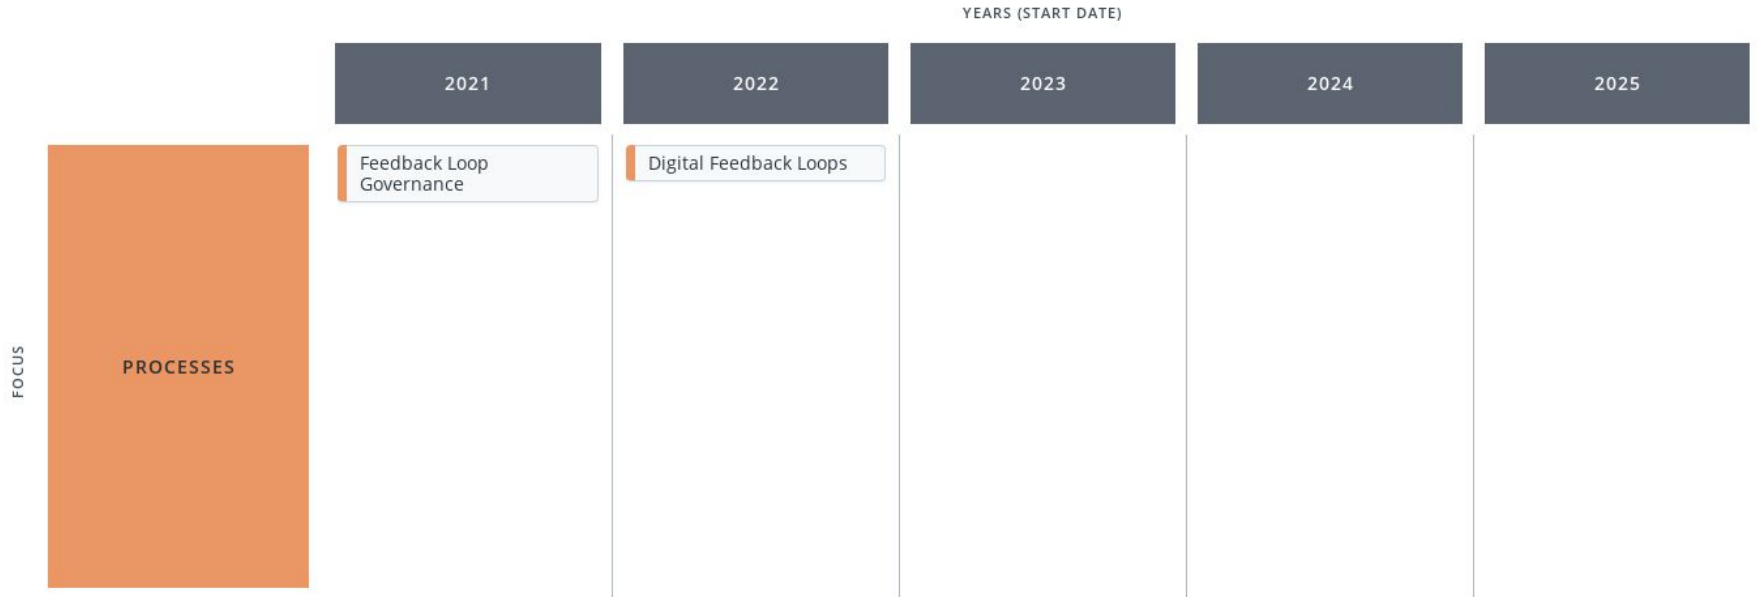 YEARS (START DATE)
2021
2022
2023
2024
2025
Feedback Loop
Governance
Digital Feedback Loops
FOCUS
PROCESSES